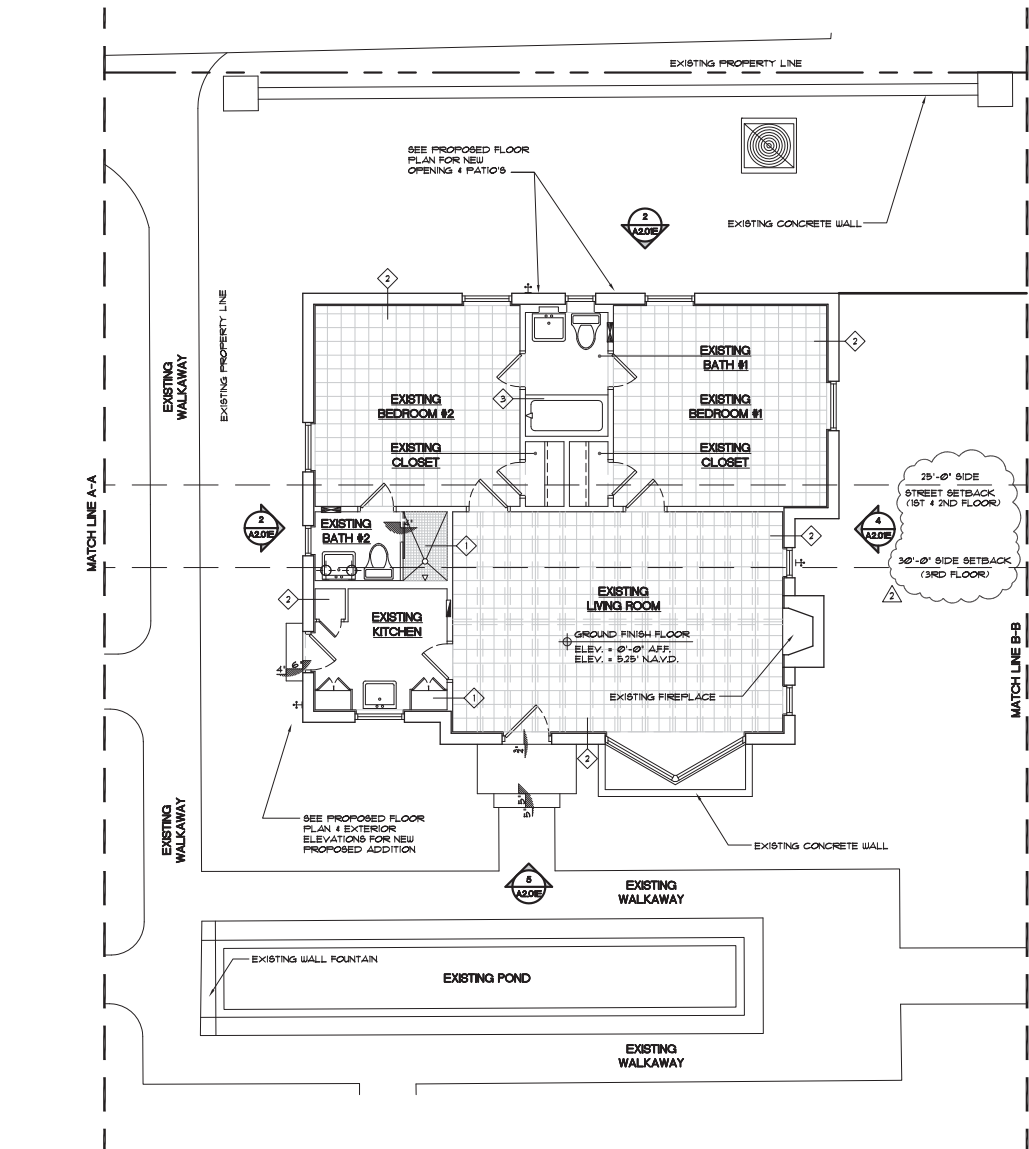 EXISTING PROPERTY LINE
SEE PROPOSED FLOOR
PLAN FOR NEW
OPENING & PATIO'S
2
A2.01E
EXISTING CONCRETE WALL
2
EXISTING PROPERTY LINE
EXISTING
WALKAWAY
2
EXISTING
BATH #1
3
EXISTING
BEDROOM #2
EXISTING
BEDROOM #1
EXISTING
CLOSET
EXISTING
CLOSET
25'-0" SIDE
STREET SETBACK
(1ST & 2ND FLOOR)
MATCH LINE A-A
2
A2.01E
EXISTING
BATH #2
1
2
4
A2.01E
30'-0" SIDE SETBACK
(3RD FLOOR)
2
2
EXISTING
LIVING ROOM
EXISTING
KITCHEN
GROUND FINISH FLOOR
ELEV. = 0'-0" A.F.F.
ELEV. = 5.25' N.A.V.D.
MATCH LINE B-B
4"
6"
1
EXISTING FIREPLACE
2
SEE PROPOSED FLOOR
PLAN & EXTERIOR
ELEVATIONS FOR NEW
PROPOSED ADDITION
EXISTING
WALKAWAY
EXISTING CONCRETE WALL
5
A2.01E
EXISTING
WALKAWAY
EXISTING WALL FOUNTAIN
EXISTING POND
EXISTING
WALKAWAY